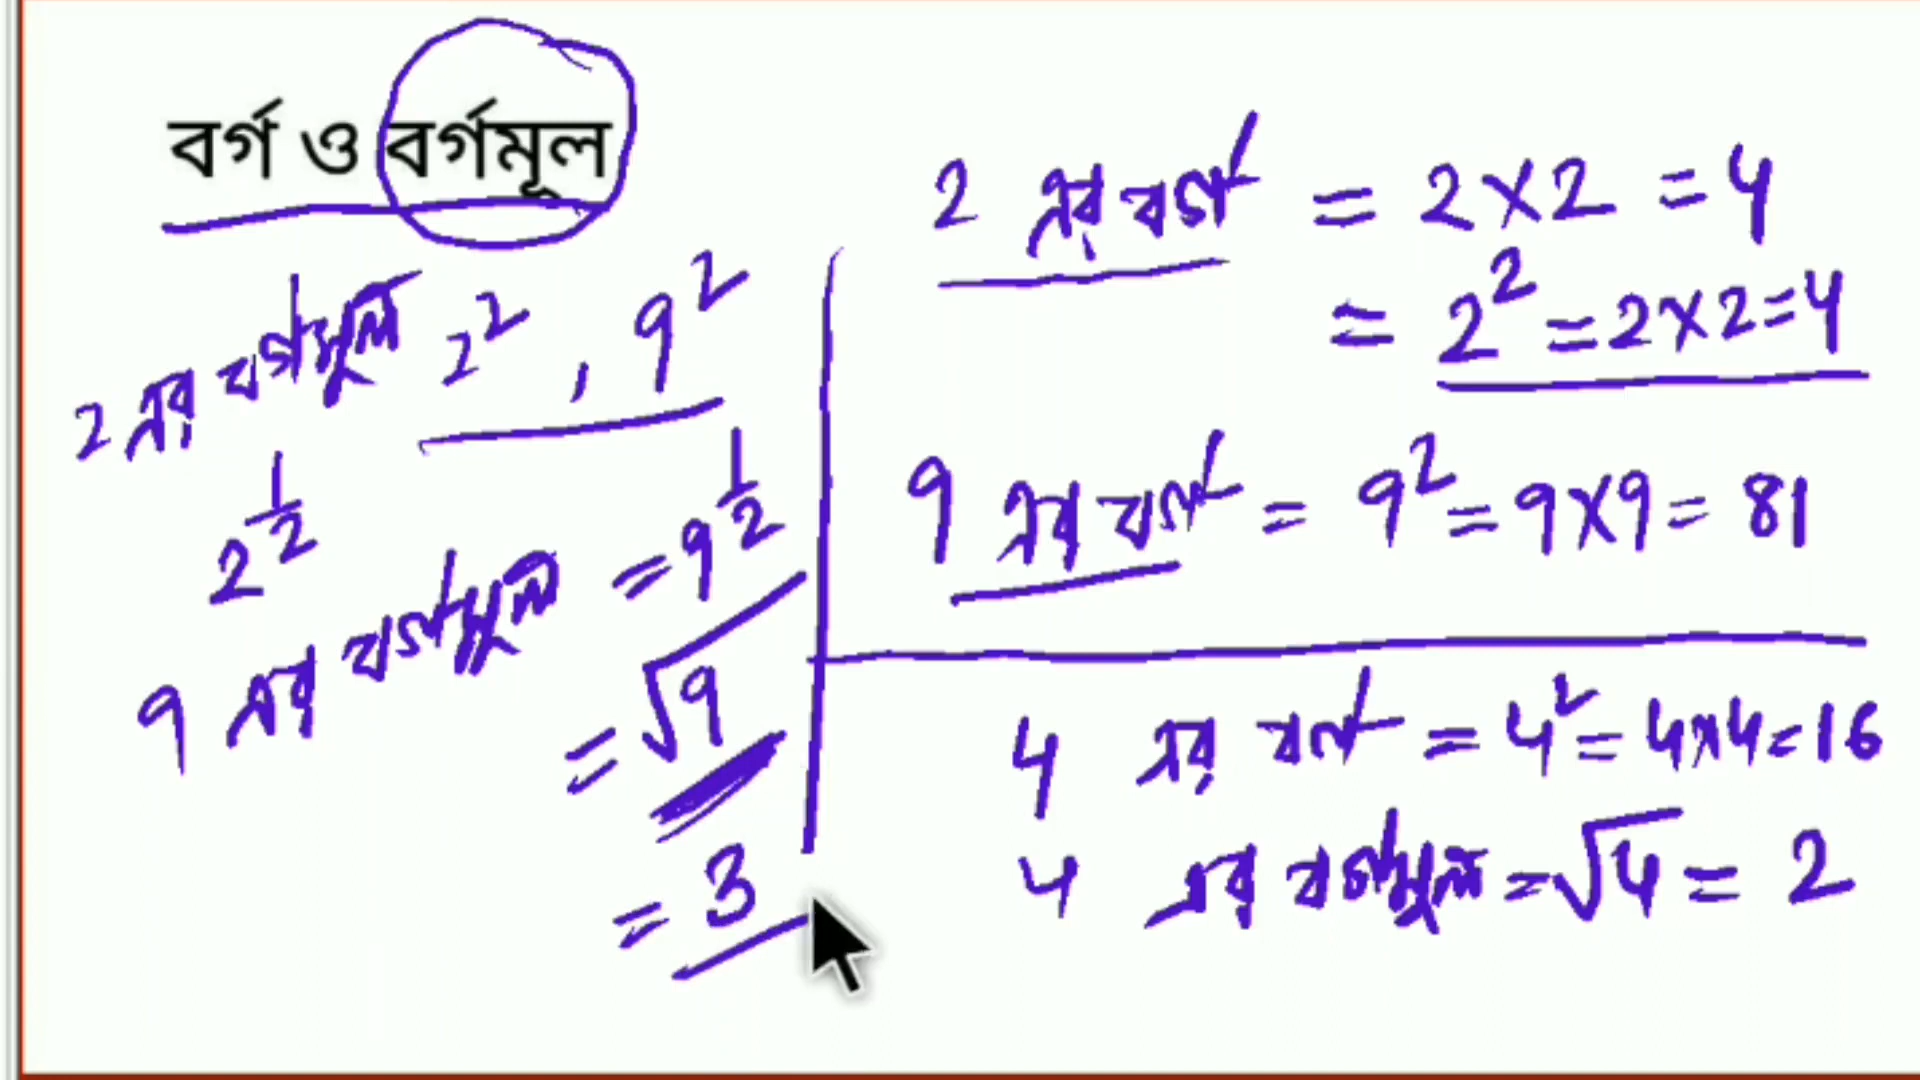 বর্গ ও বর্গমূল
2 এর বর্গমূল 2² , 9²
2^(1/2)
9 এর বর্গমূল = 9^(1/2)
= √9
= 3
2 এর বর্গ = 2×2 = 4
= 2² = 2×2=4
9 এর বর্গ = 9² = 9×9 = 81
4 এর বর্গ = 4² = 4×4=16
4 এর বর্গমূল = √4 = 2